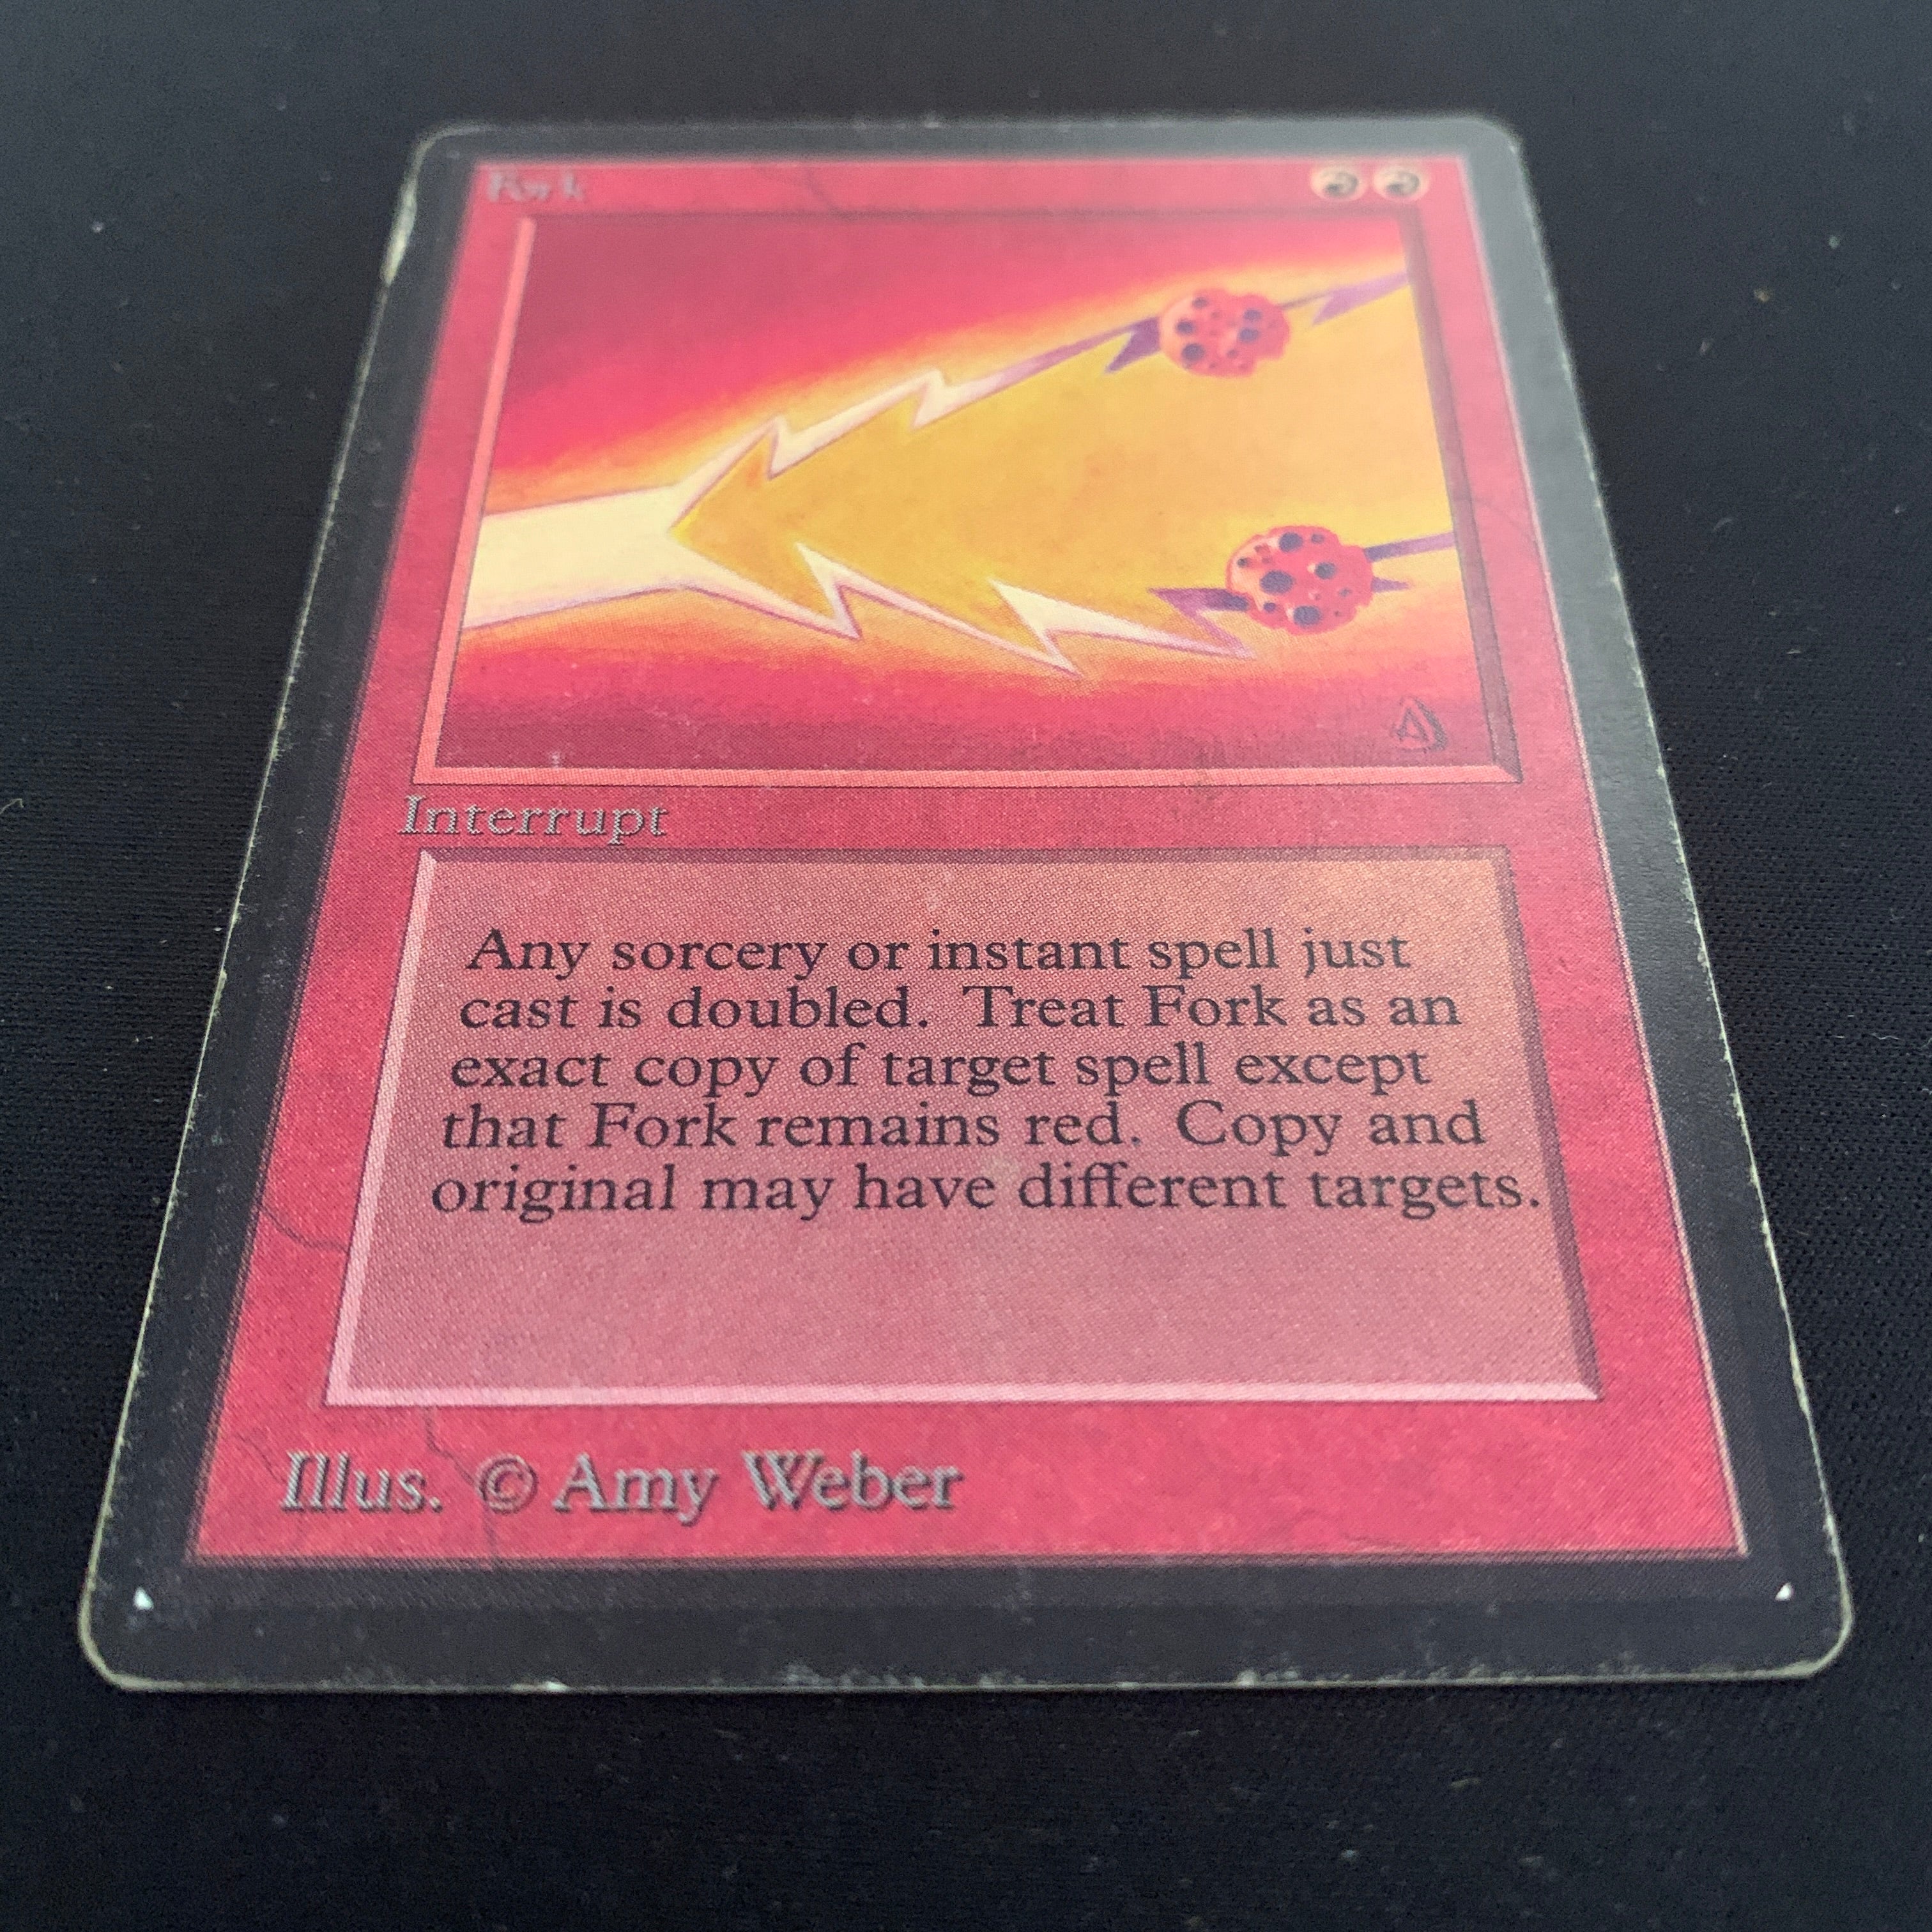 Fork
Interrupt
Any sorcery or instant spell just
cast is doubled. Treat Fork as an
exact copy of target spell except
that Fork remains red. Copy and
original may have different targets.
Illus. © Amy Weber